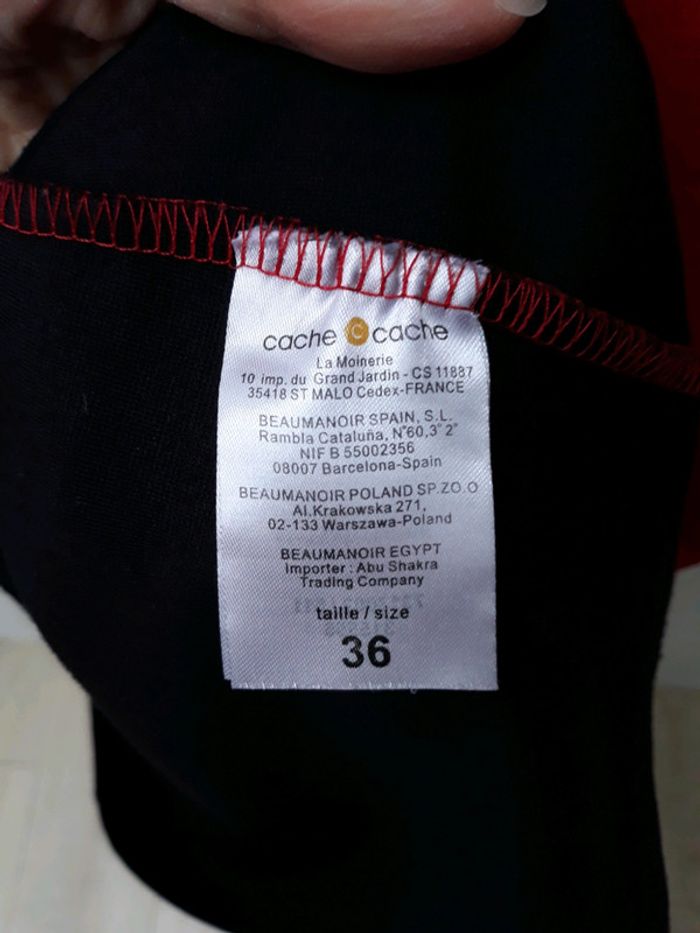 cache c cache
La Moinerie
10 imp. du Grand Jardin - CS 11887
35418 ST MALO Cedex-FRANCE
BEAUMANOIR SPAIN, S.L.
Rambla Cataluña, N°60,3° 2°
NIF B 55002356
08007 Barcelona-Spain
BEAUMANOIR POLAND SP.ZO.O
Al.Krakowska 271,
02-133 Warszawa-Poland
BEAUMANOIR EGYPT
Importer : Abu Shakra
Trading Company
taille / size
36